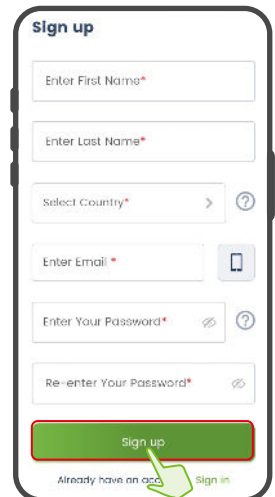 Sign up
Enter First Name*
Enter Last Name*
Select Country*
Enter Email *
Enter Your Password*
Re-enter Your Password*
Sign up
Already have an Sign in